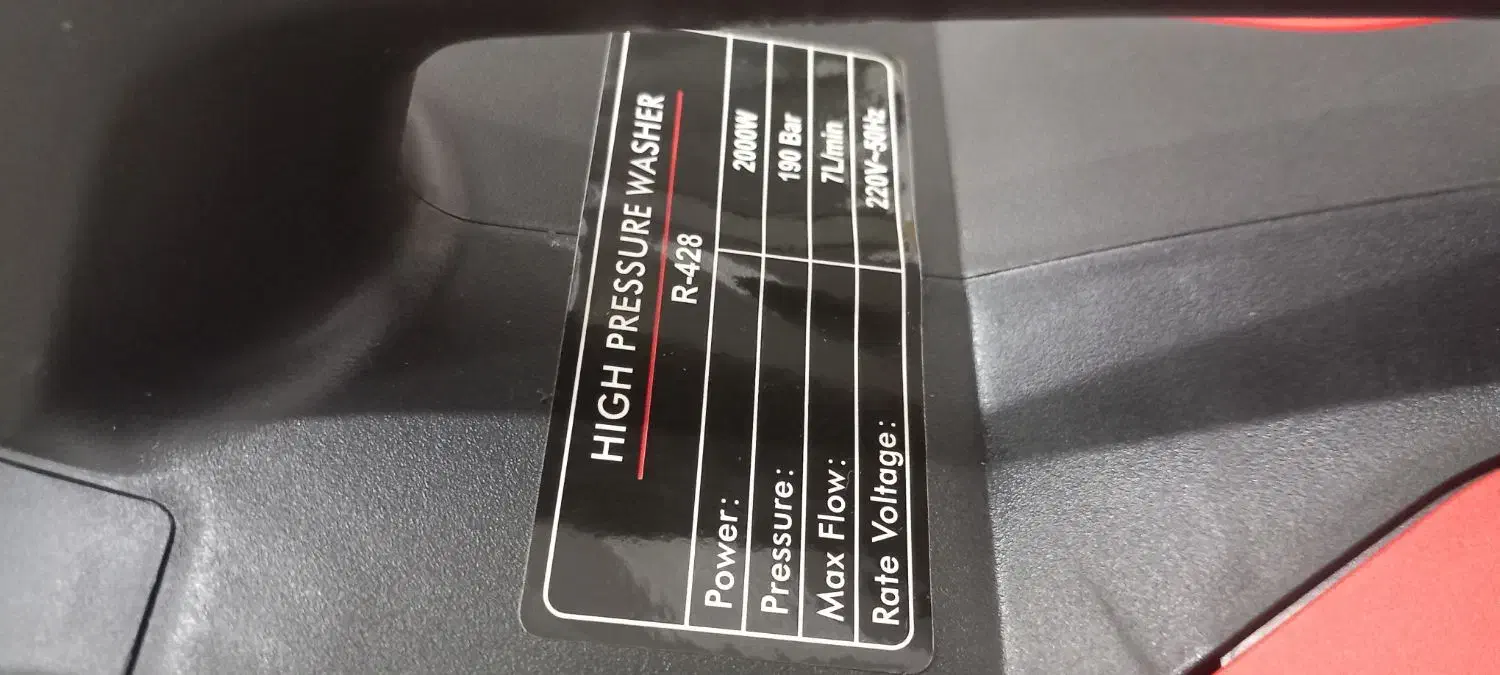 HIGH PRESSURE WASHER
R-428
Power: 2000W
Pressure: 190 Bar
Max Flow: 7L/min
Rate Voltage: 220V~50Hz